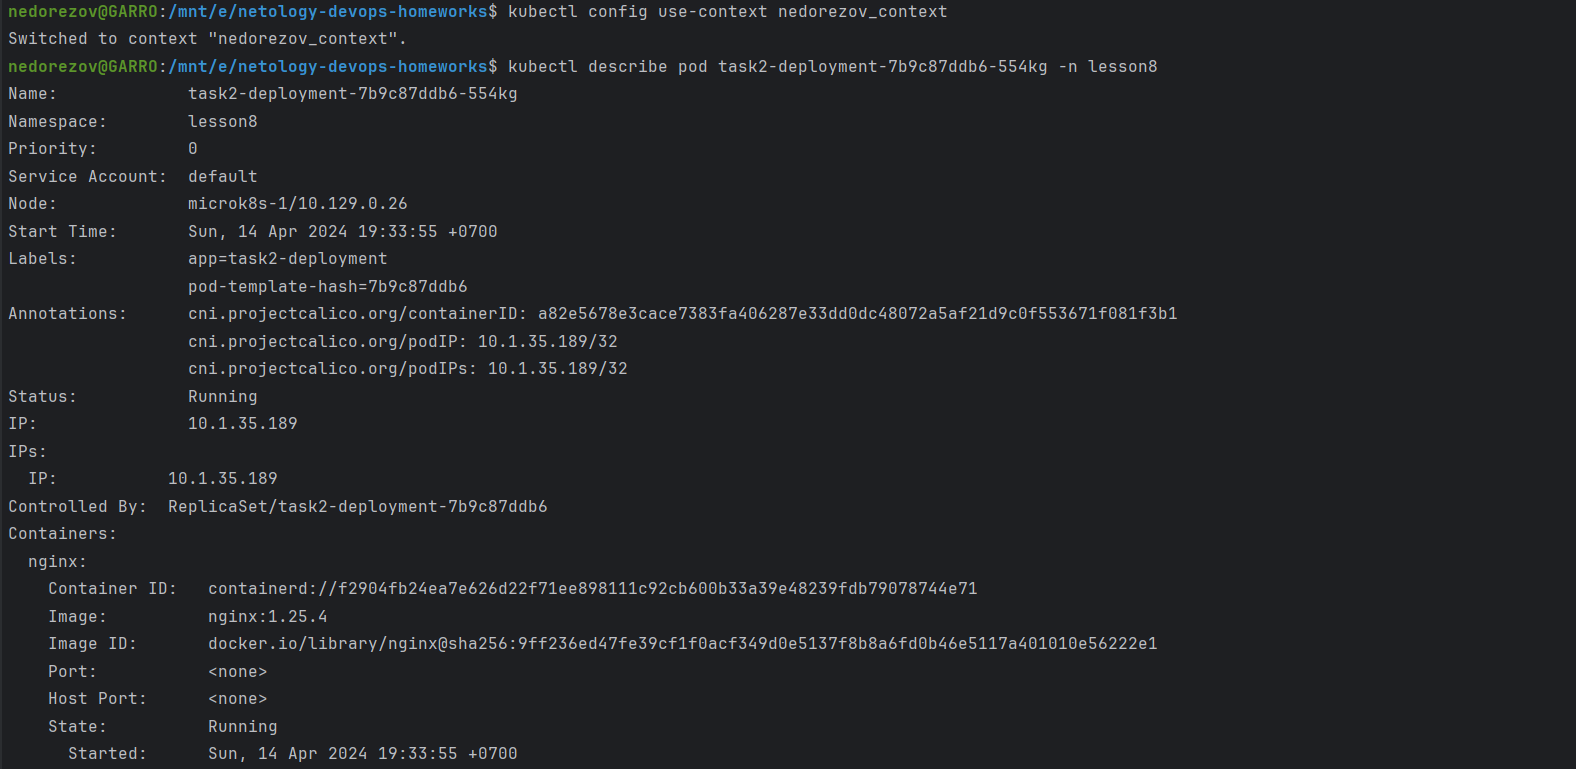 nedorezov@GARRO:/mnt/e/netology-devops-homeworks$ kubectl config use-context nedorezov_context
Switched to context "nedorezov_context".
nedorezov@GARRO:/mnt/e/netology-devops-homeworks$ kubectl describe pod task2-deployment-7b9c87ddb6-554kg -n lesson8
Name:             task2-deployment-7b9c87ddb6-554kg
Namespace:        lesson8
Priority:         0
Service Account:  default
Node:             microk8s-1/10.129.0.26
Start Time:       Sun, 14 Apr 2024 19:33:55 +0700
Labels:           app=task2-deployment
                  pod-template-hash=7b9c87ddb6
Annotations:      cni.projectcalico.org/containerID: a82e5678e3cace7383fa406287e33dd0dc48072a5af21d9c0f553671f081f3b1
                  cni.projectcalico.org/podIP: 10.1.35.189/32
                  cni.projectcalico.org/podIPs: 10.1.35.189/32
Status:           Running
IP:               10.1.35.189
IPs:
  IP:           10.1.35.189
Controlled By:  ReplicaSet/task2-deployment-7b9c87ddb6
Containers:
  nginx:
    Container ID:   containerd://f2904fb24ea7e626d22f71ee898111c92cb600b33a39e48239fdb79078744e71
    Image:          nginx:1.25.4
    Image ID:       docker.io/library/nginx@sha256:9ff236ed47fe39cf1f0acf349d0e5137f8b8a6fd0b46e5117a401010e56222e1
    Port:           <none>
    Host Port:      <none>
    State:          Running
      Started:      Sun, 14 Apr 2024 19:33:55 +0700